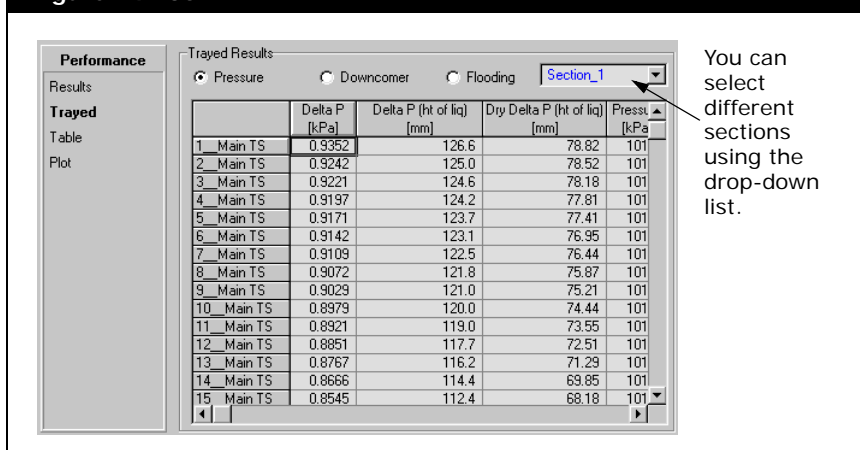 Performance
Results
Trayed
Table
Plot
Trayed Results
Pressure Downcomer Flooding Section_1
Delta P [kPa] Delta P (ht of liq) [mm] Dry Delta P (ht of liq) [mm] Pressu [kPa
1__Main TS 0.9352 126.6 78.82 101
2__Main TS 0.9242 125.0 78.52 101
3__Main TS 0.9221 124.6 78.18 101
4__Main TS 0.9197 124.2 77.81 101
5__Main TS 0.9171 123.7 77.41 101
6__Main TS 0.9142 123.1 76.95 101
7__Main TS 0.9109 122.5 76.44 101
8__Main TS 0.9072 121.8 75.87 101
9__Main TS 0.9029 121.0 75.21 101
10__Main TS 0.8979 120.0 74.44 101
11__Main TS 0.8921 119.0 73.55 101
12__Main TS 0.8851 117.7 72.51 101
13__Main TS 0.8767 116.2 71.29 101
14__Main TS 0.8666 114.4 69.85 101
15__Main TS 0.8545 112.4 68.18 101
You can
select
different
sections
using the
drop-down
list.